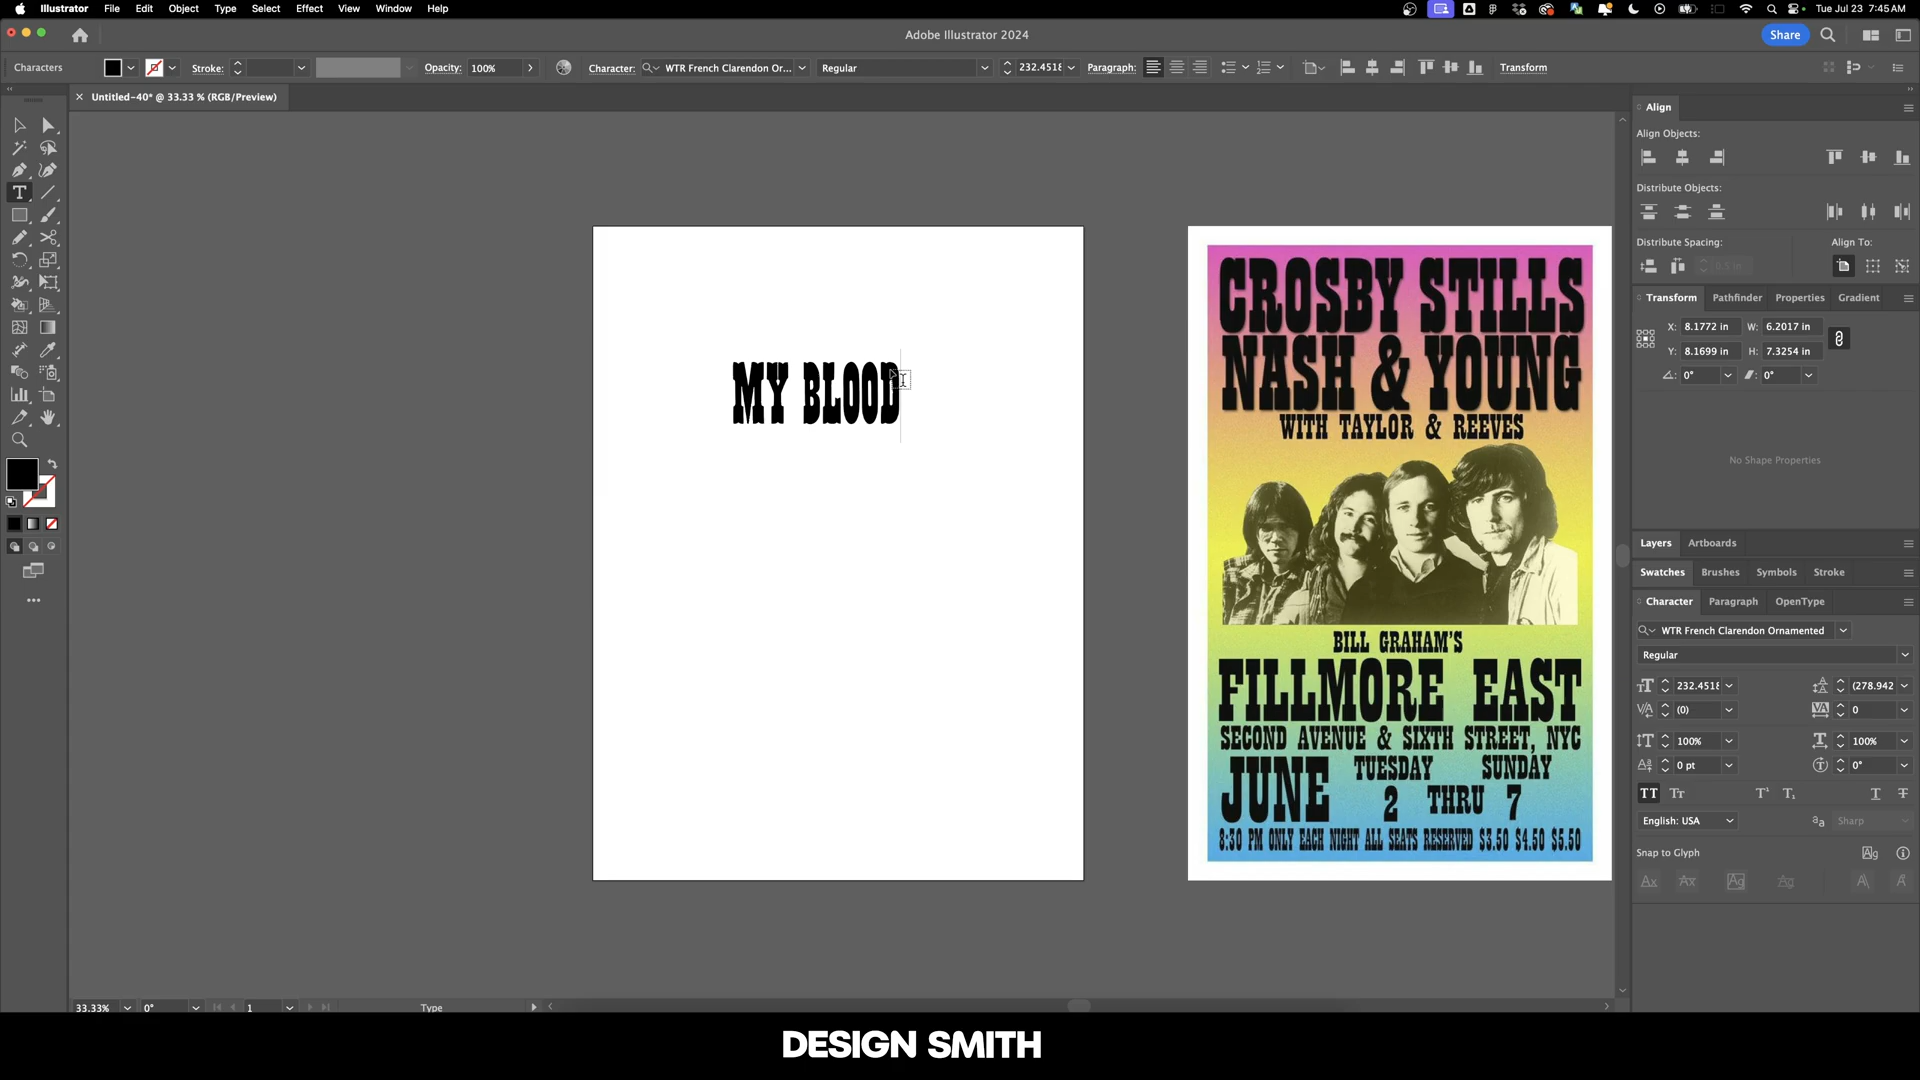 Illustrator File Edit Object Type Select Effect View Window Help
Tue Jul 23 7:45 AM
Adobe Illustrator 2024
Share
Characters
Stroke:
Opacity: 100%
Character: WTR French Clarendon Or... Regular 232.4518
Paragraph:
Transform
Untitled-40* @ 33.33 % (RGB/Preview)
MY BLOOD
CROSBY STILLS
NASH & YOUNG
WITH TAYLOR & REEVES
BILL GRAHAM'S
FILLMORE EAST
SECOND AVENUE & SIXTH STREET, NYC
JUNE TUESDAY SUNDAY
2 THRU 7
8:30 PM ONLY EACH NIGHT ALL SEATS RESERVED $3.50 $4.50 $5.50
Align
Align Objects:
Distribute Objects:
Distribute Spacing: Align To:
0.5 in
Transform Pathfinder Properties Gradient
X: 8.1772 in W: 6.2017 in
Y: 8.1699 in H: 7.3254 in
0° 0°
No Shape Properties
Layers Artboards
Swatches Brushes Symbols Stroke
Character Paragraph OpenType
WTR French Clarendon Ornamented
Regular
232.4518 (278.942
(0) 0
100% 100%
0 pt 0°
English: USA Sharp
Snap to Glyph
33.33% 0° 1 Type
DESIGN SMITH